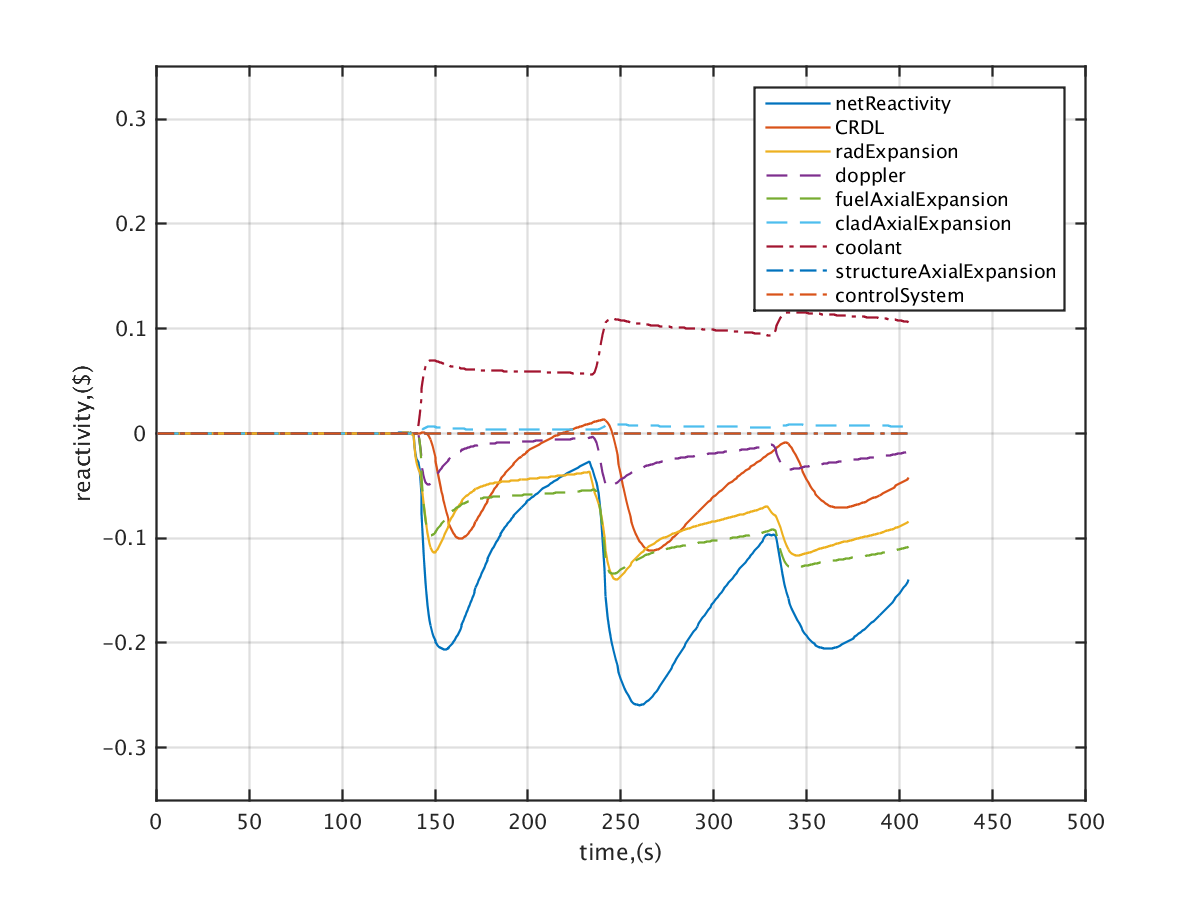 netReactivity
CRDL
radExpansion
doppler
fuelAxialExpansion
cladAxialExpansion
coolant
structureAxialExpansion
controlSystem
0.3
0.2
0.1
0
−0.1
−0.2
−0.3
reactivity,($)
0 50 100 150 200 250 300 350 400 450 500
time,(s)